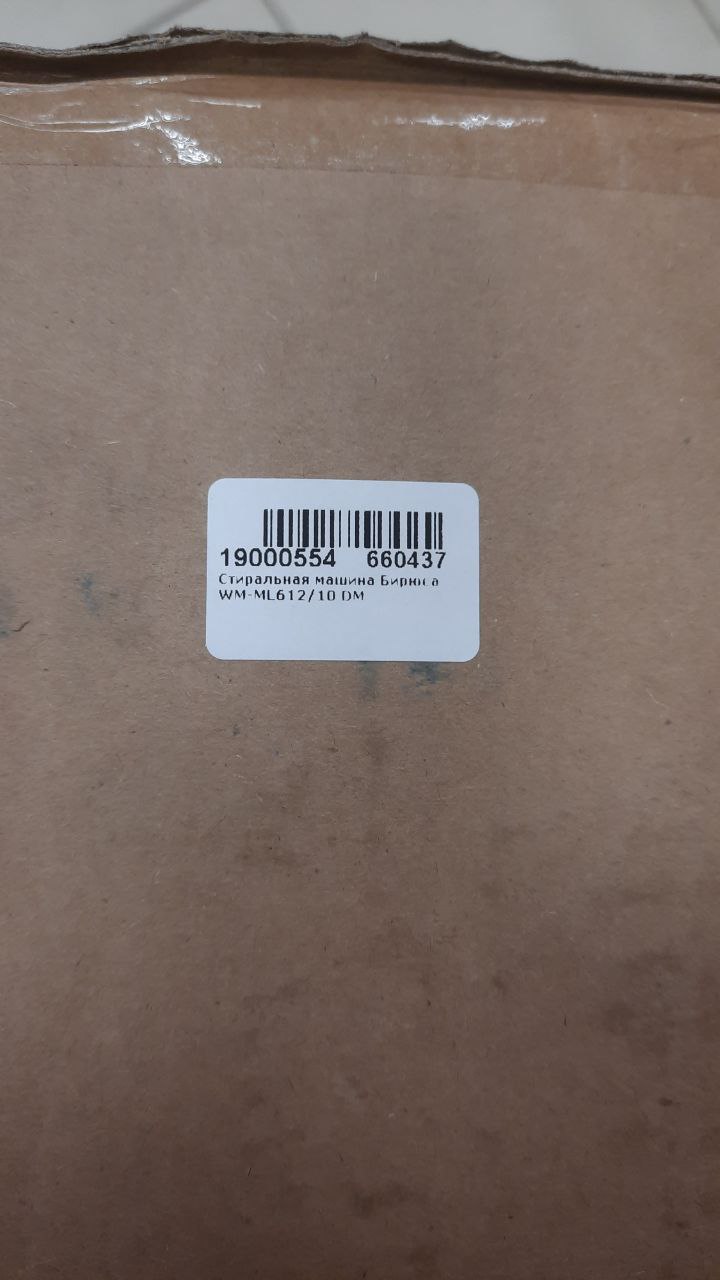 19000554 660437
Стиральная машина Бирюса
WM-ML612/10 DM